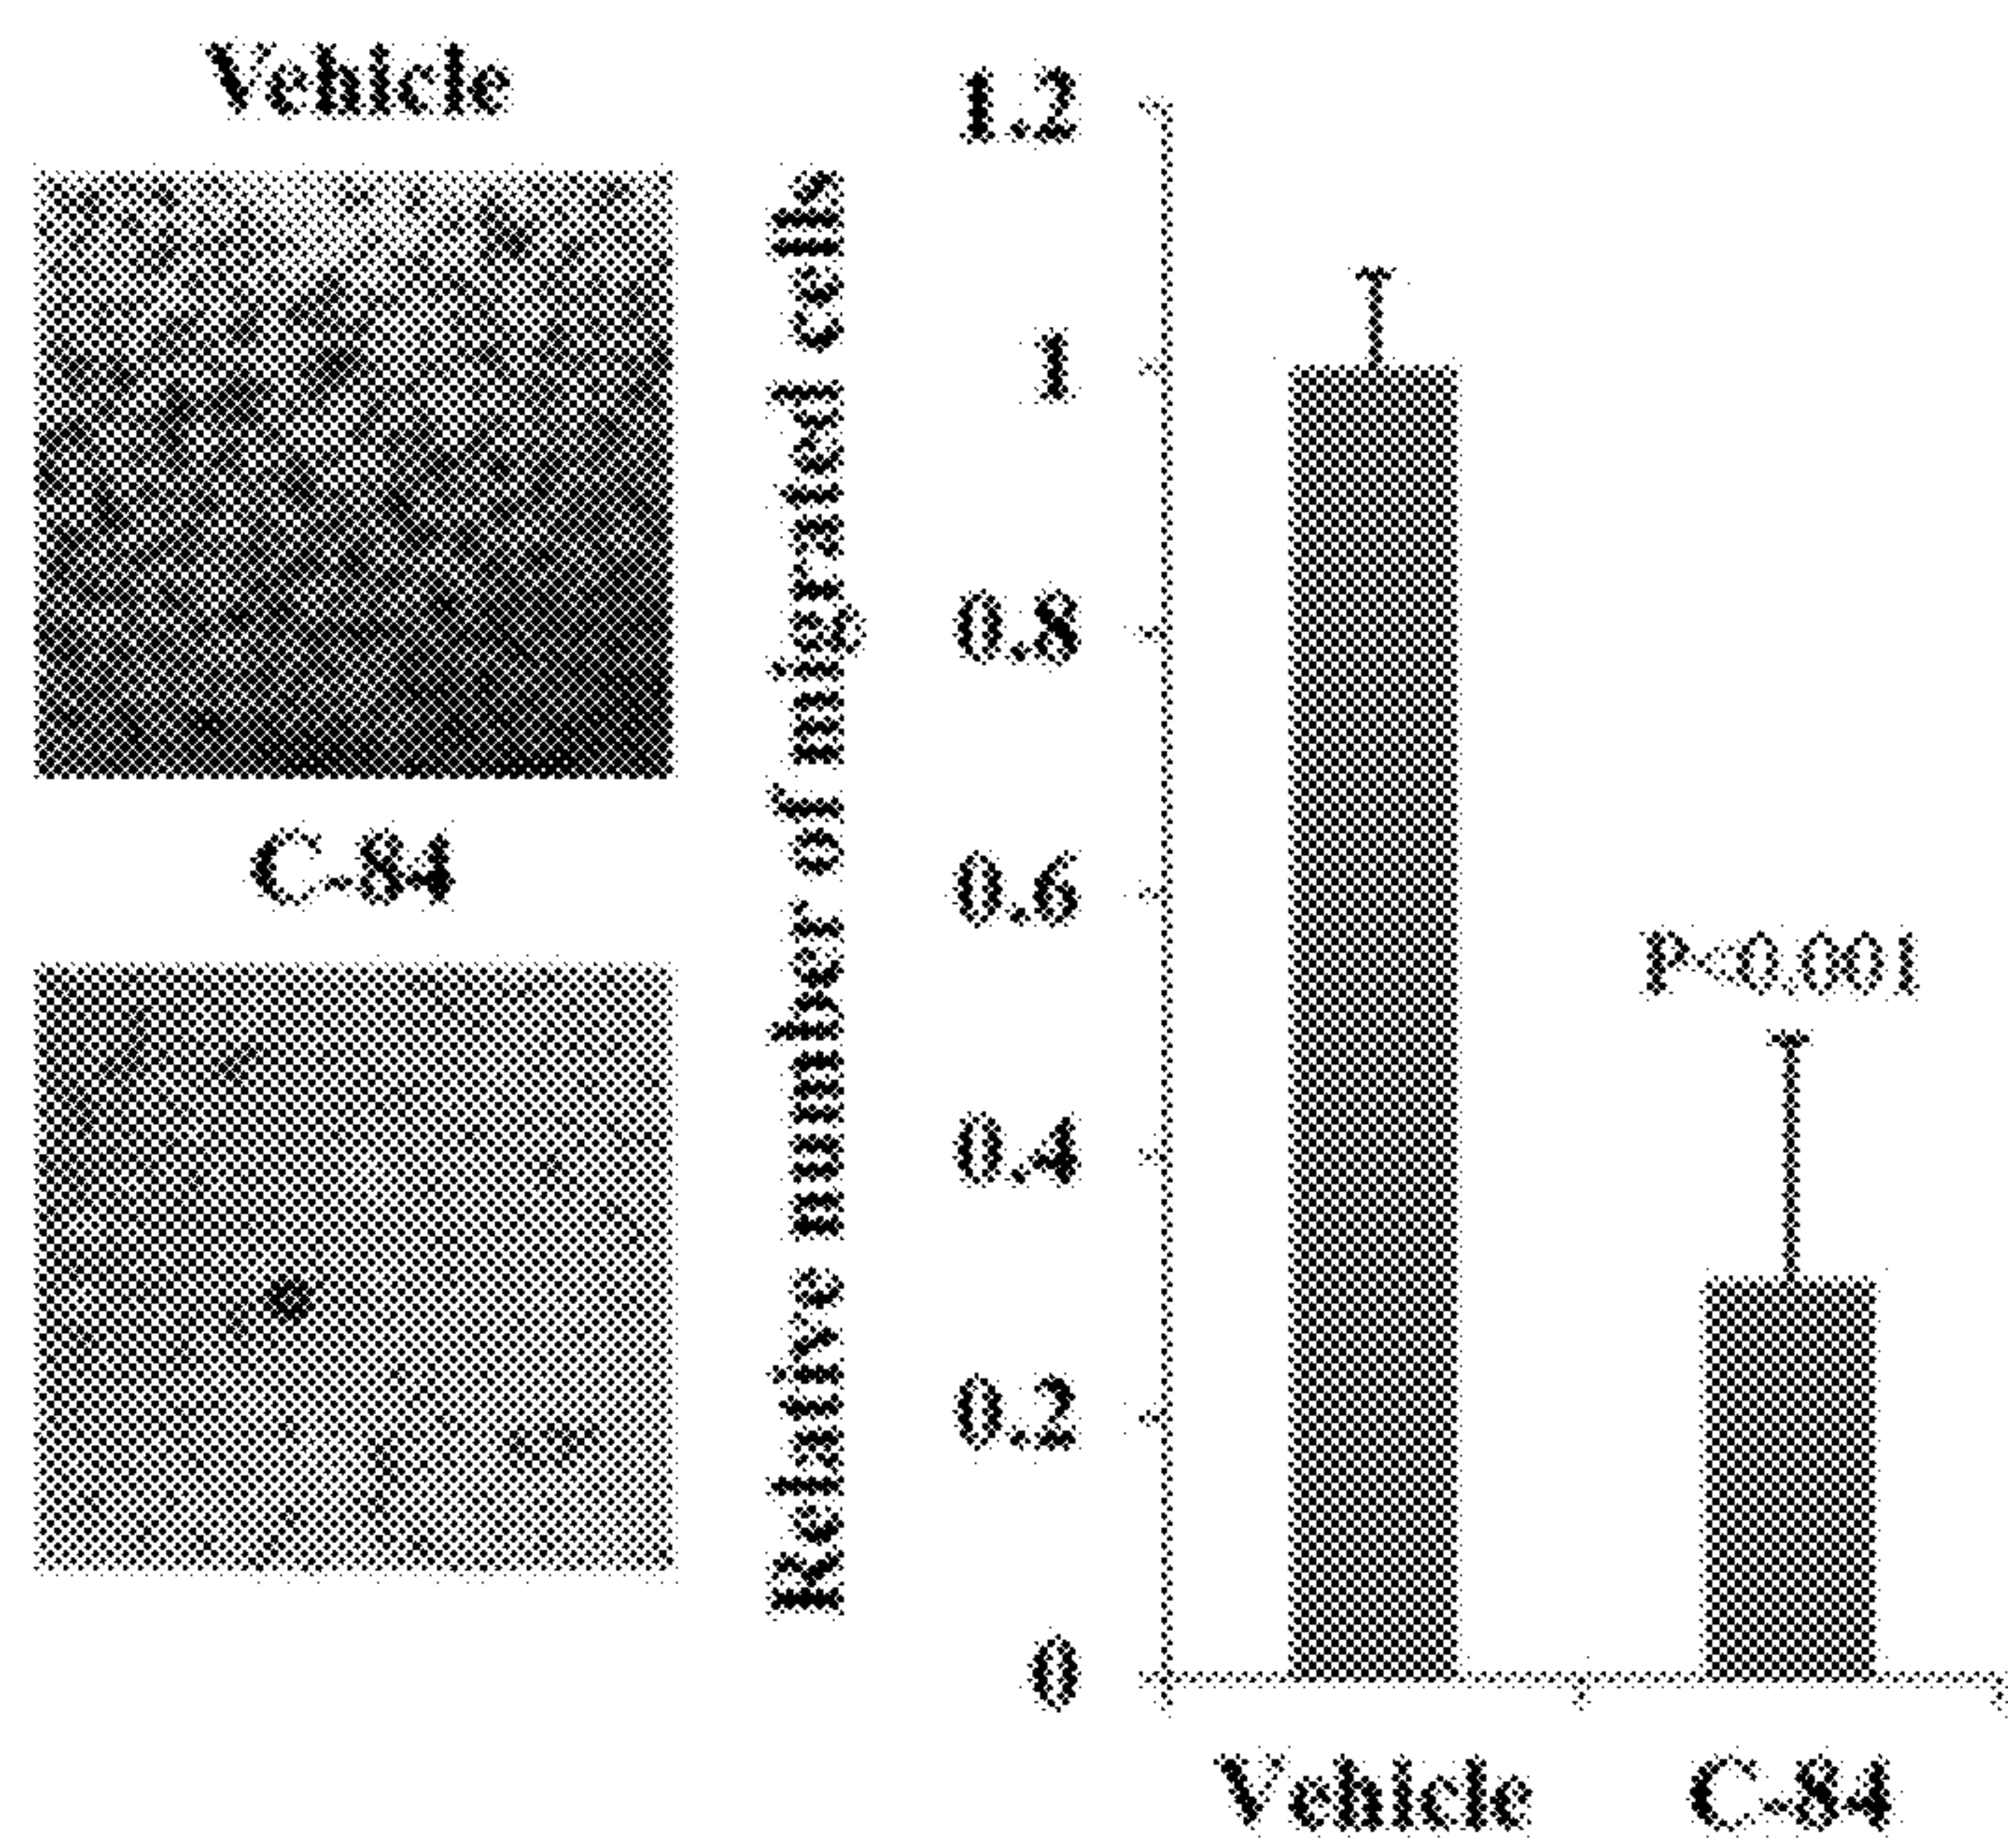 Vehicle
C-84
Relative number of migrated cells
1.2
1
0.8
0.6
0.4
0.2
0
P<0.001
Vehicle
C-84